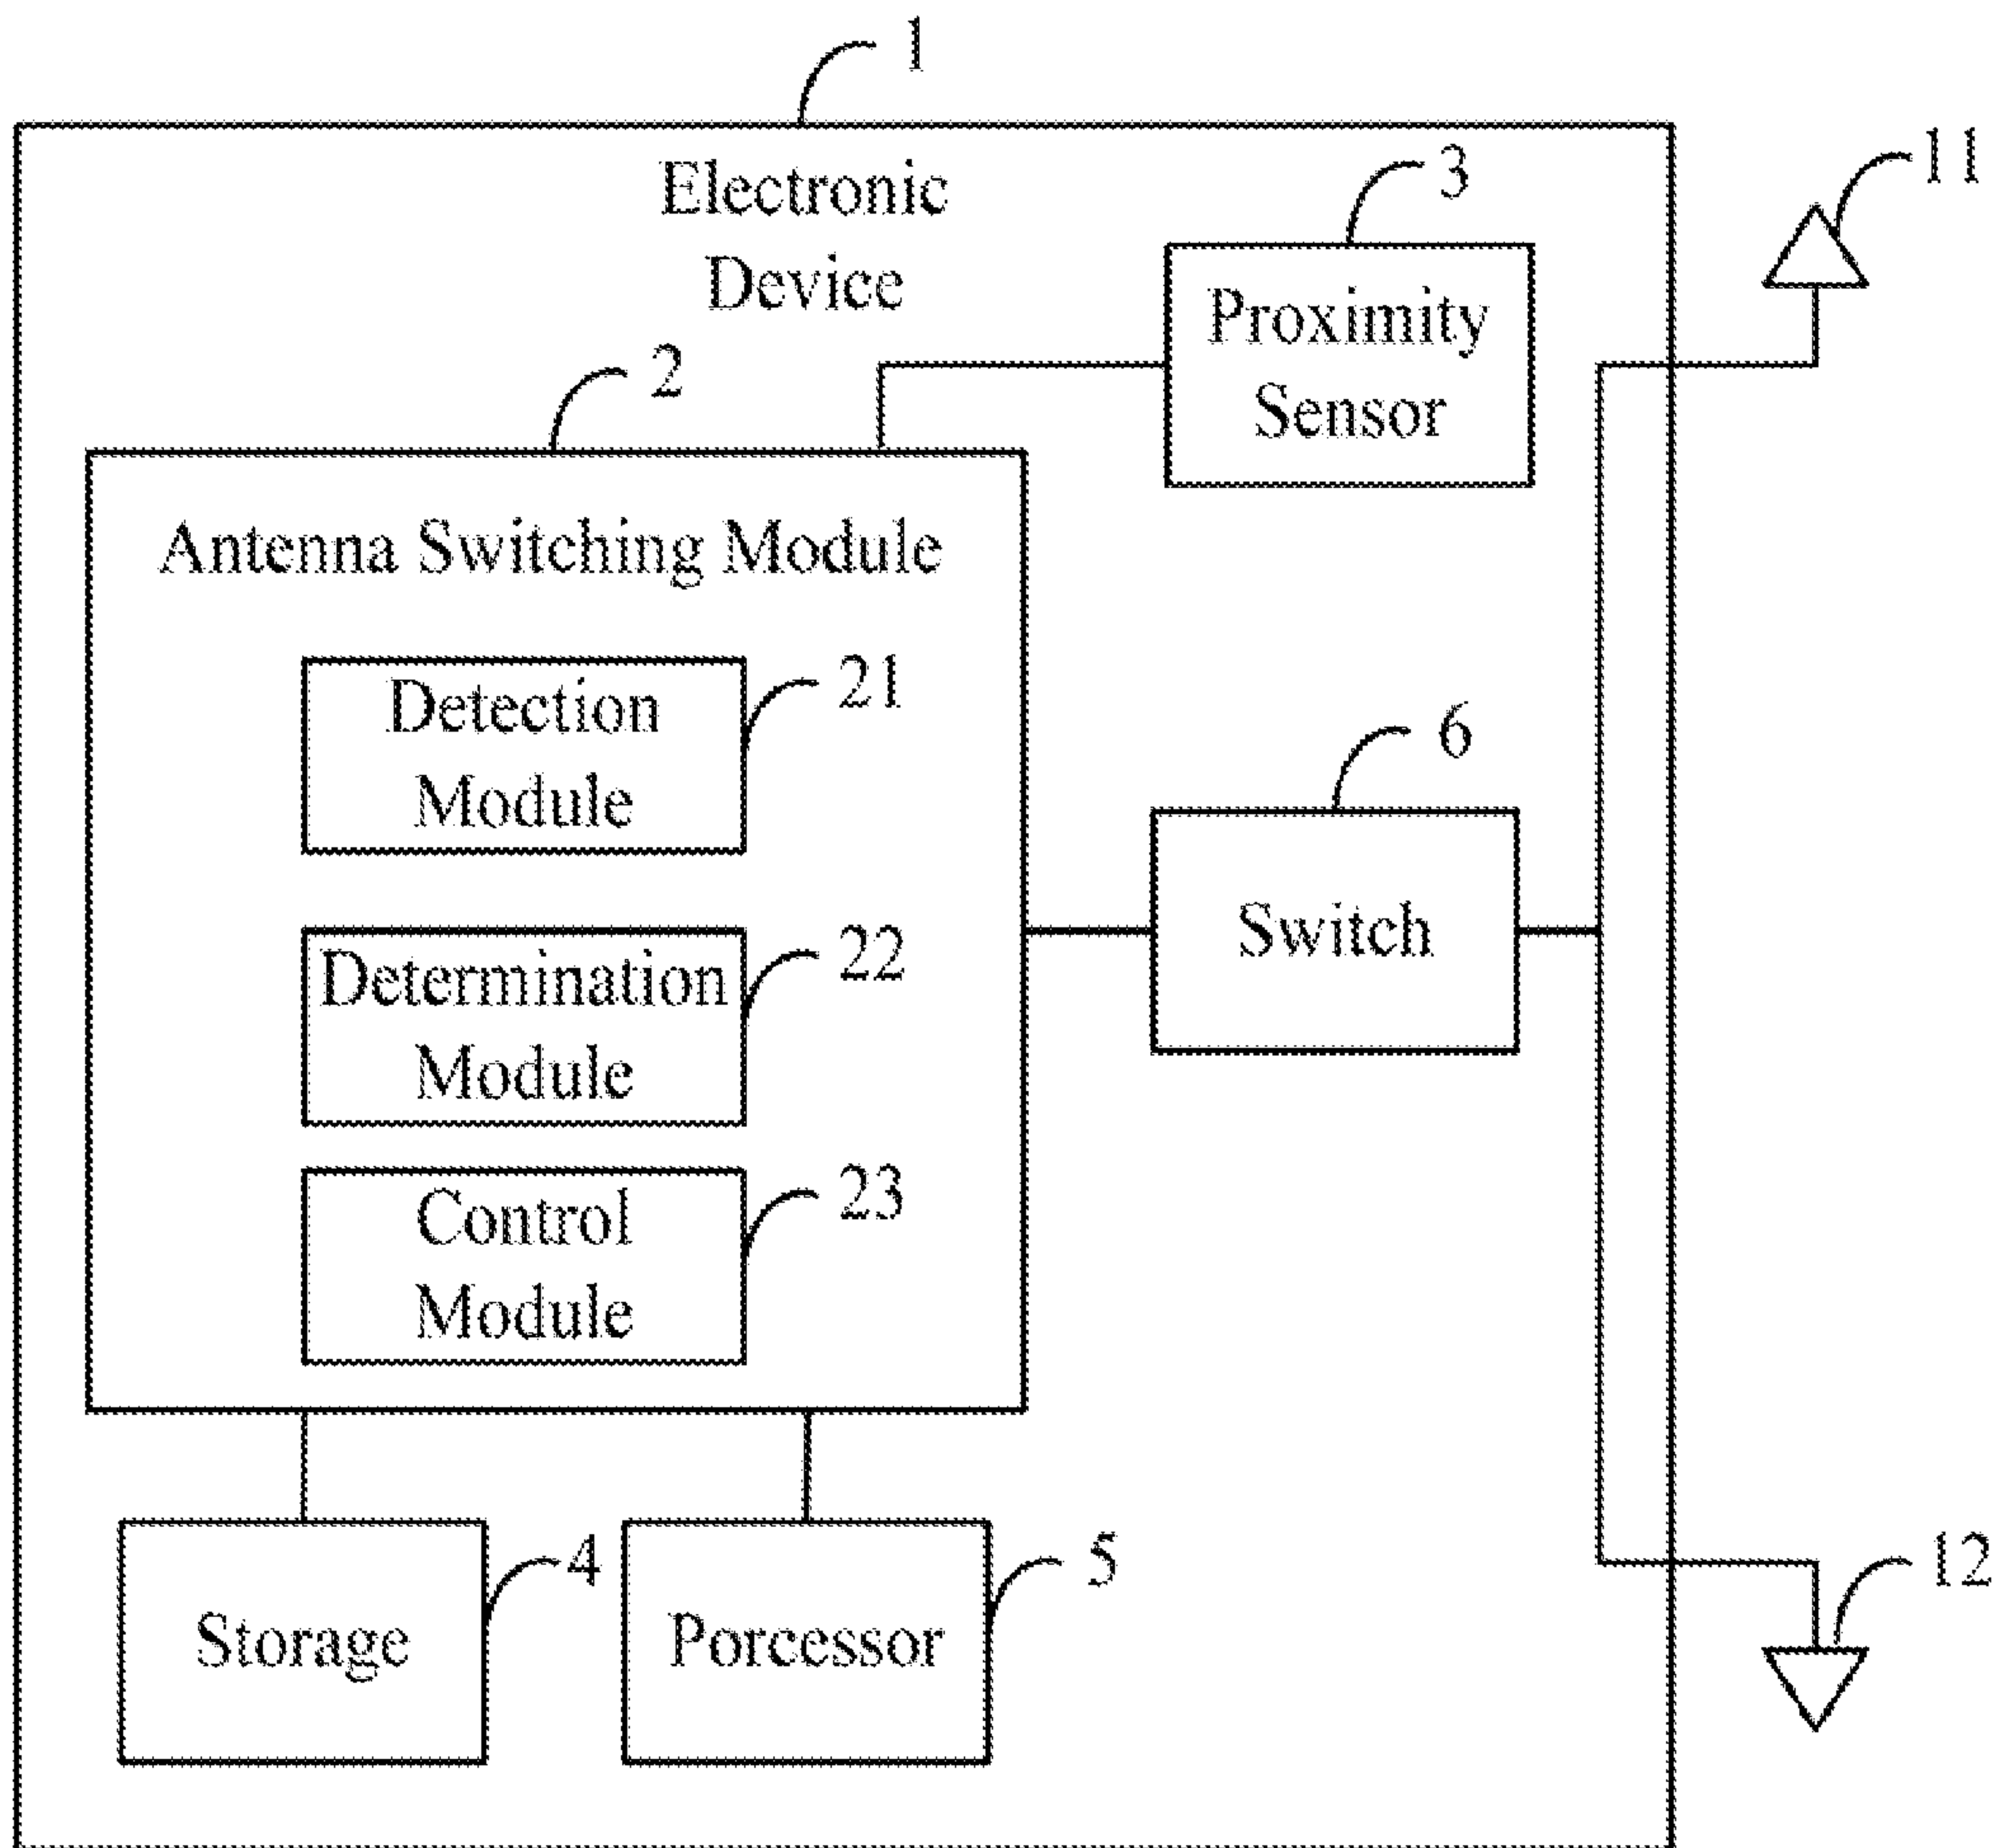 1
Electronic
Device
3
11
Proximity
Sensor
2
Antenna Switching Module
Detection
Module
21
6
Switch
Determination
Module
22
Control
Module
23
Storage
4
Porcessor
5
12